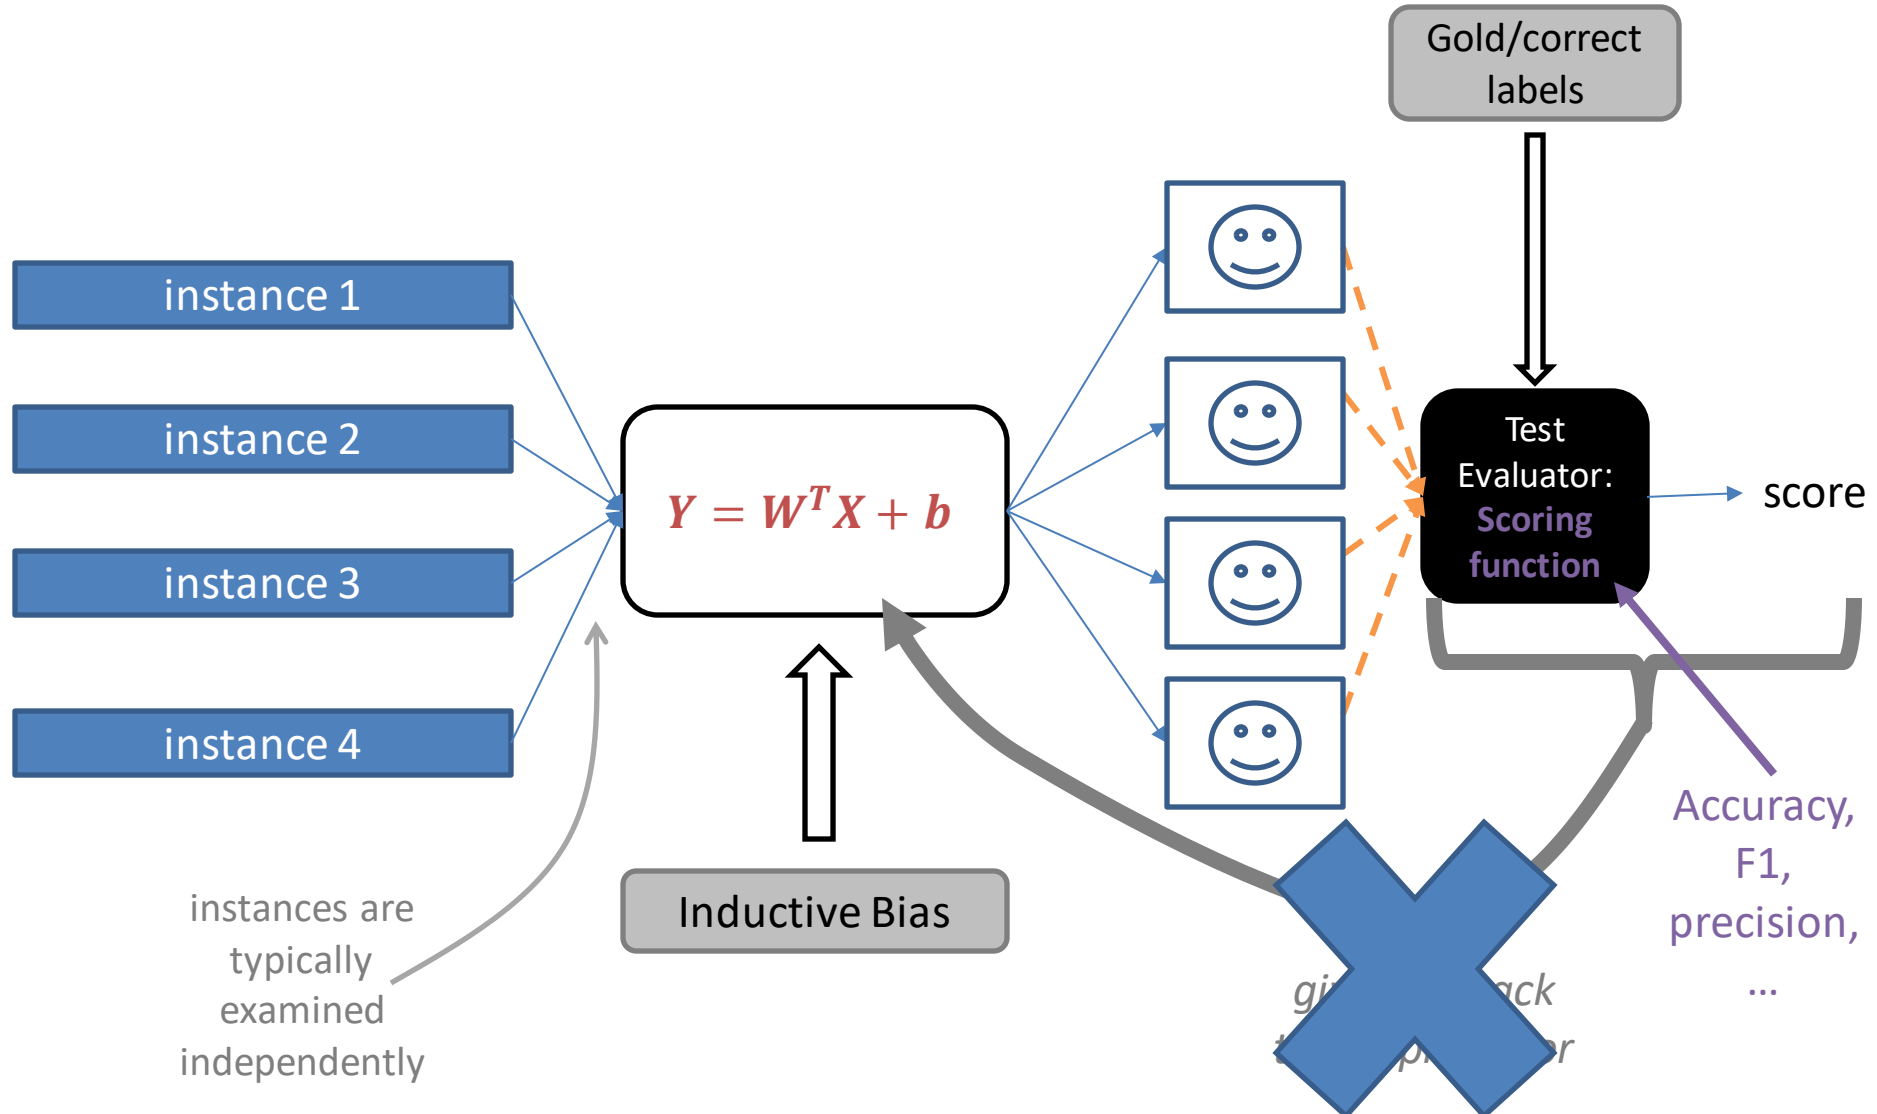 Gold/correct
labels
instance 1
instance 2
instance 3
instance 4
Y = WᵀX + b
Test
Evaluator:
Scoring
function
score
Inductive Bias
instances are
typically
examined
independently
Accuracy,
F1,
precision,
…